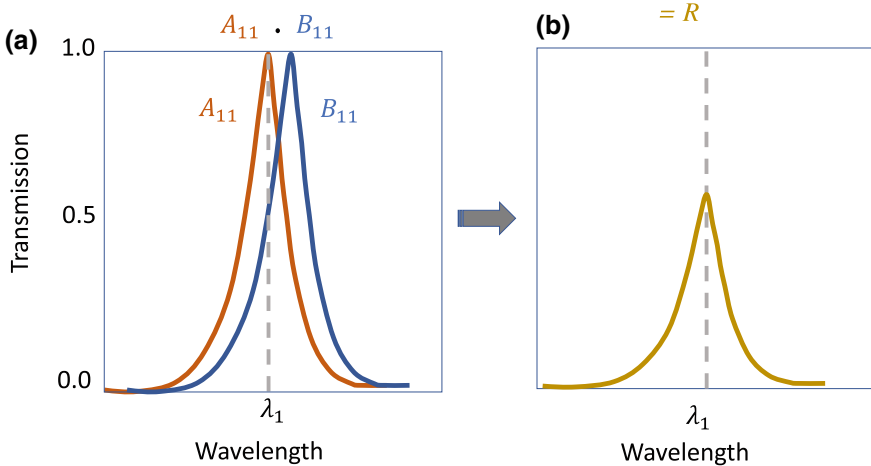 (a)
A₁₁ · B₁₁
1.0
A₁₁
B₁₁
Transmission
0.5
0.0
λ₁
Wavelength
(b)
= R
λ₁
Wavelength